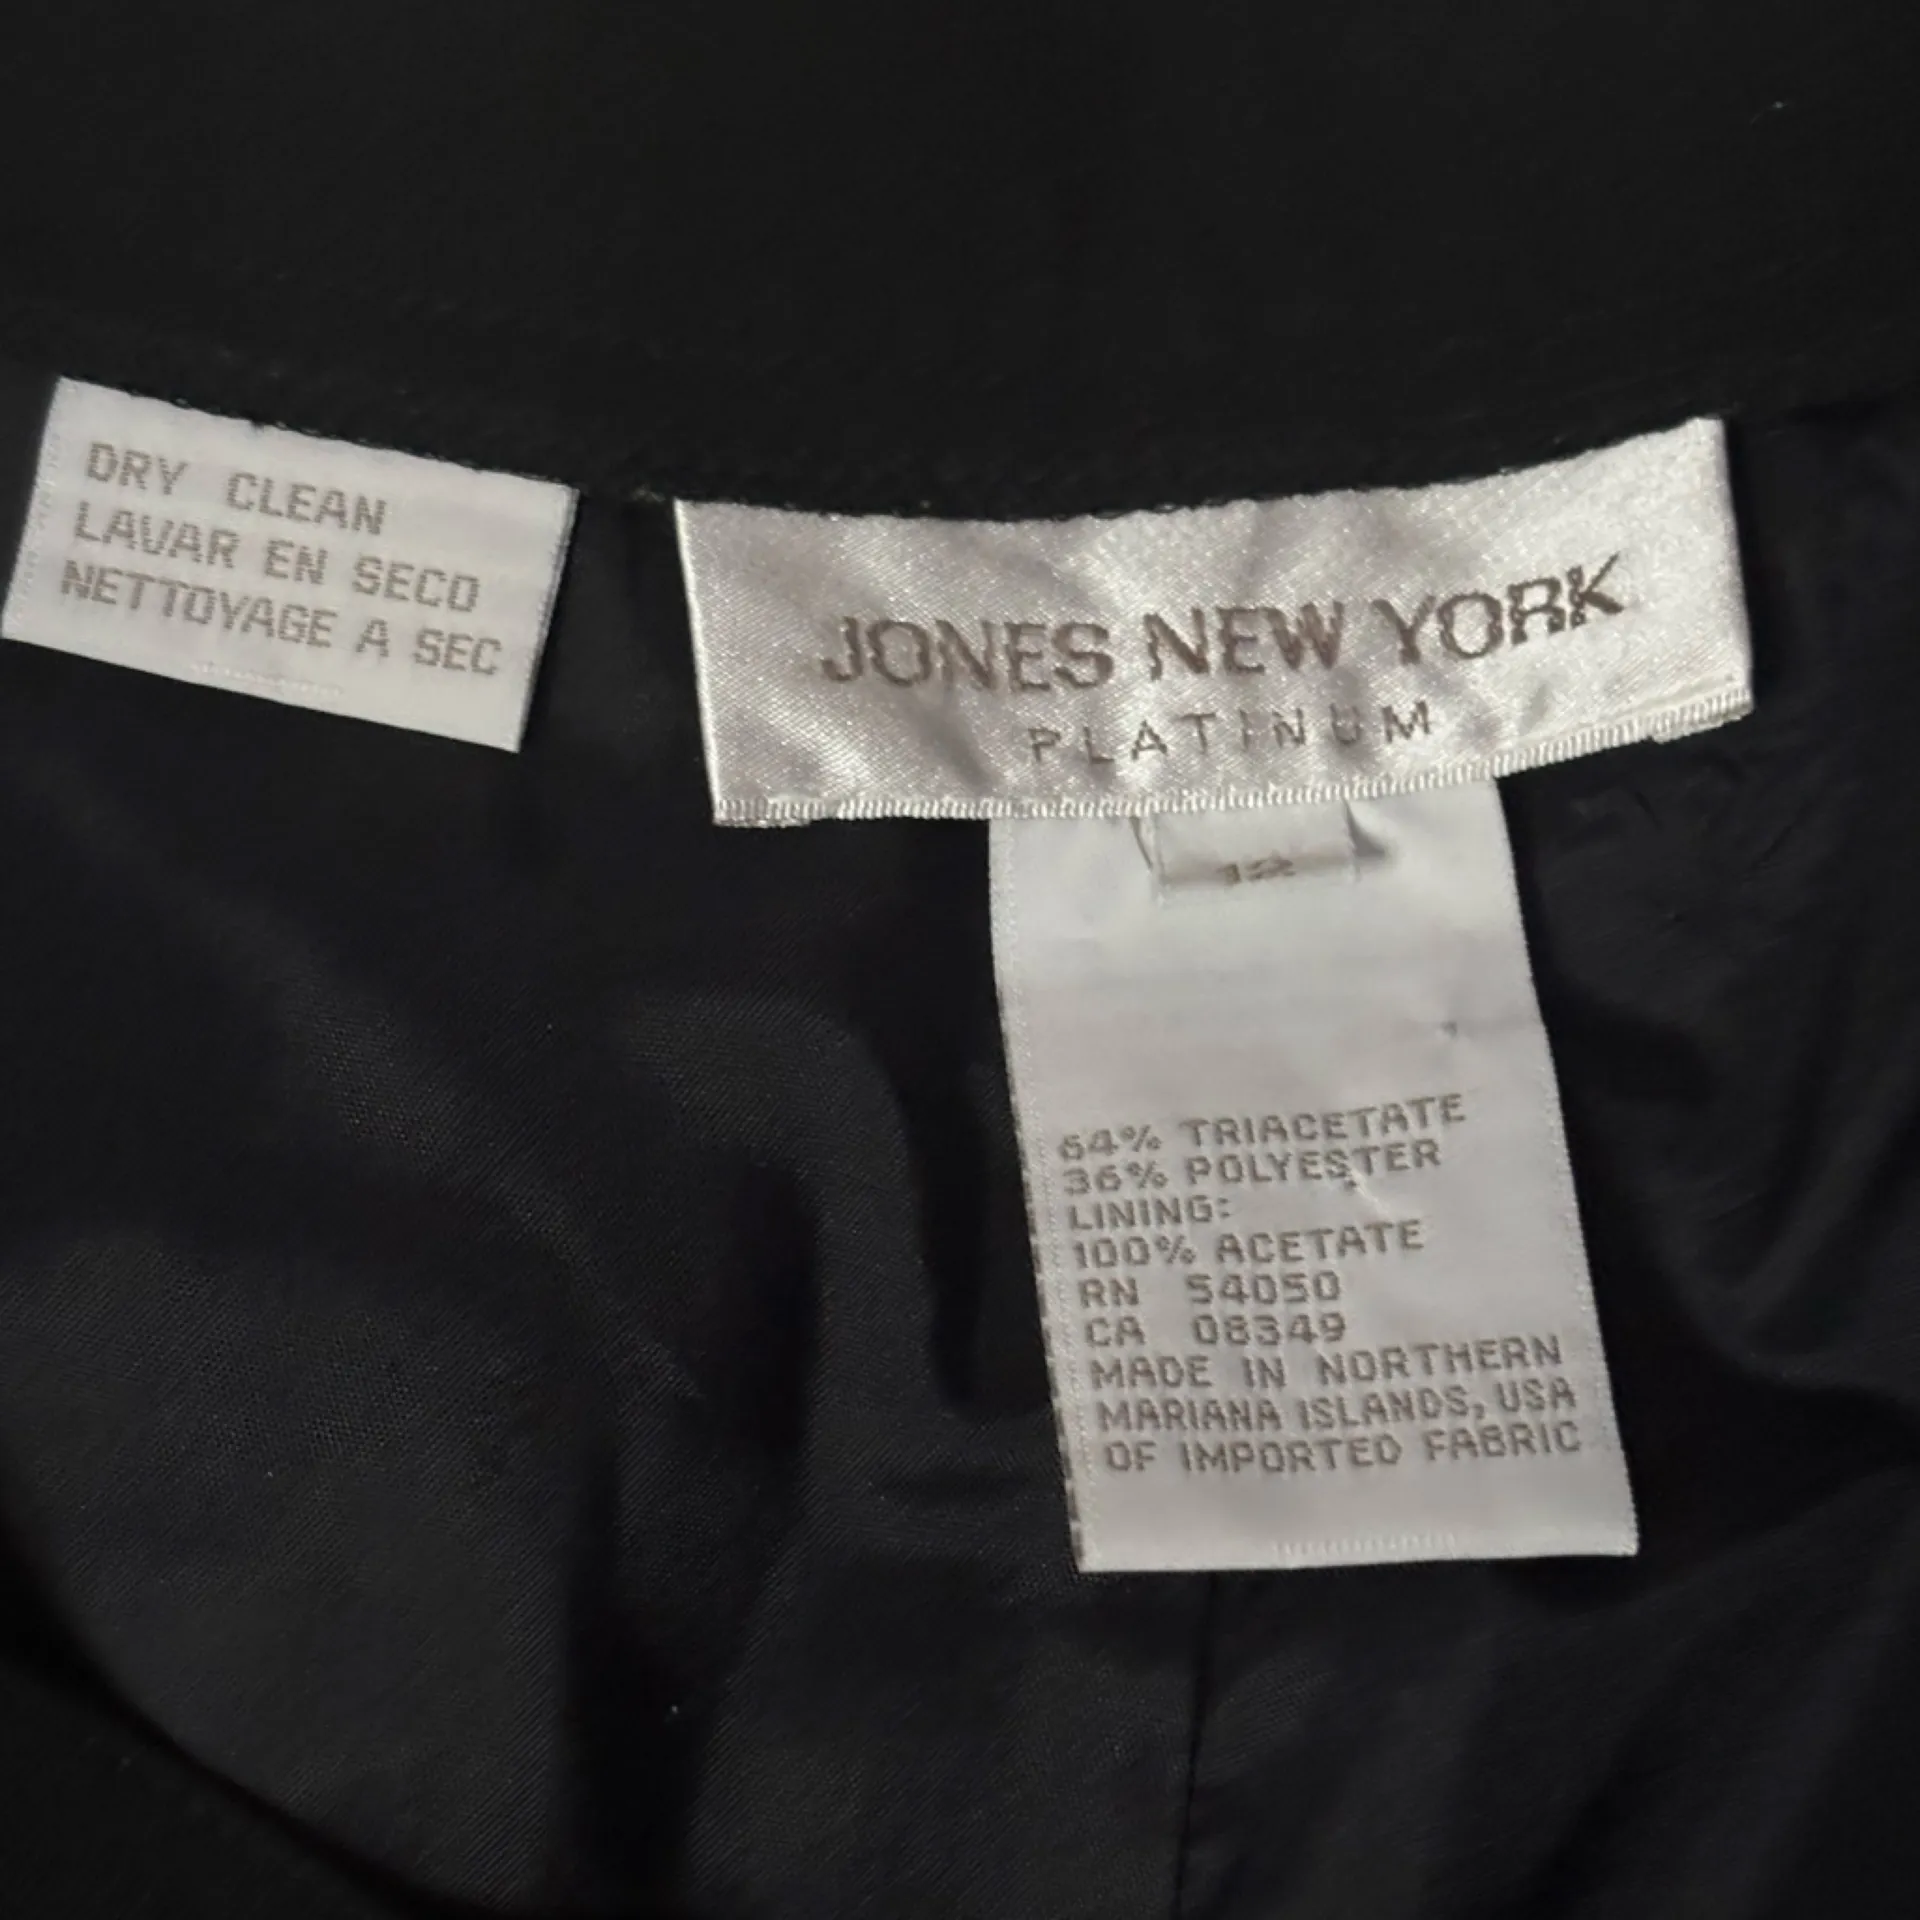 DRY CLEAN
LAVAR EN SECO
NETTOYAGE A SEC
JONES NEW YORK
PLATINUM
12
64% TRIACETATE
36% POLYESTER
LINING:
100% ACETATE
RN 54050
CA 08349
MADE IN NORTHERN
MARIANA ISLANDS, USA
OF IMPORTED FABRIC